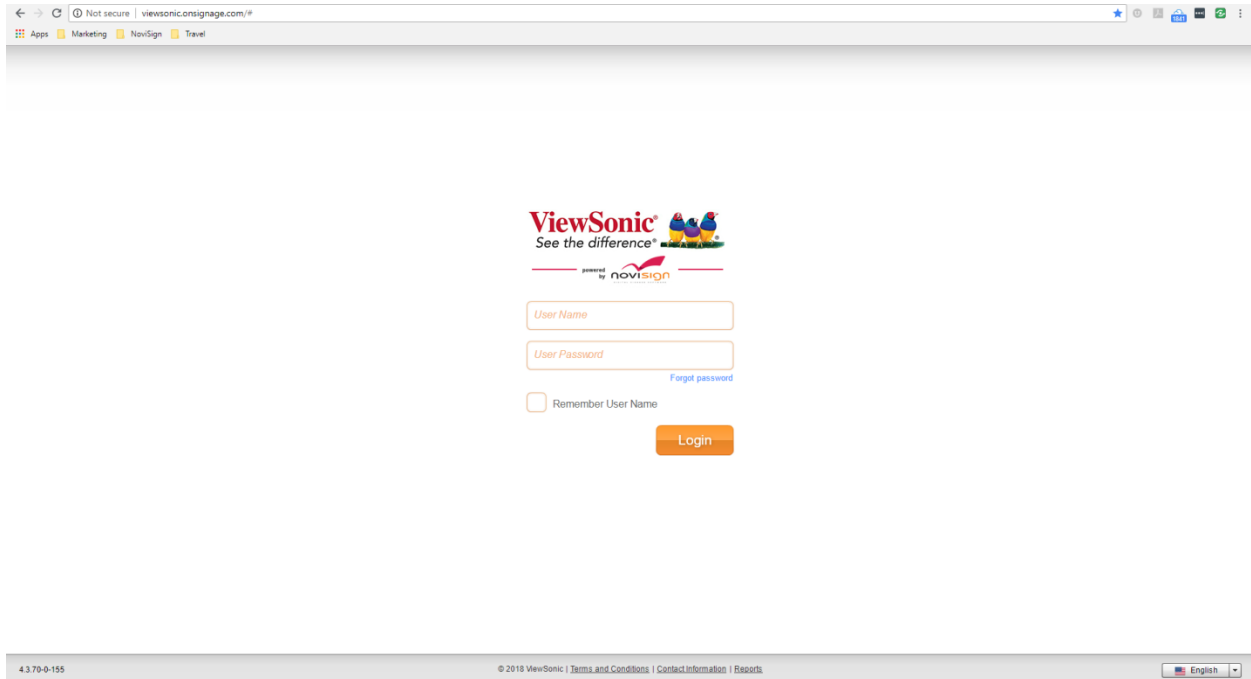 Not secure | viewsonic.onsignage.com/#
Apps Marketing NoviSign Travel
ViewSonic®
See the difference®
powered by novisign
User Name
User Password
Forgot password
Remember User Name
Login
4.3.70-0-155
© 2018 ViewSonic | Terms and Conditions | Contact Information | Reports
English